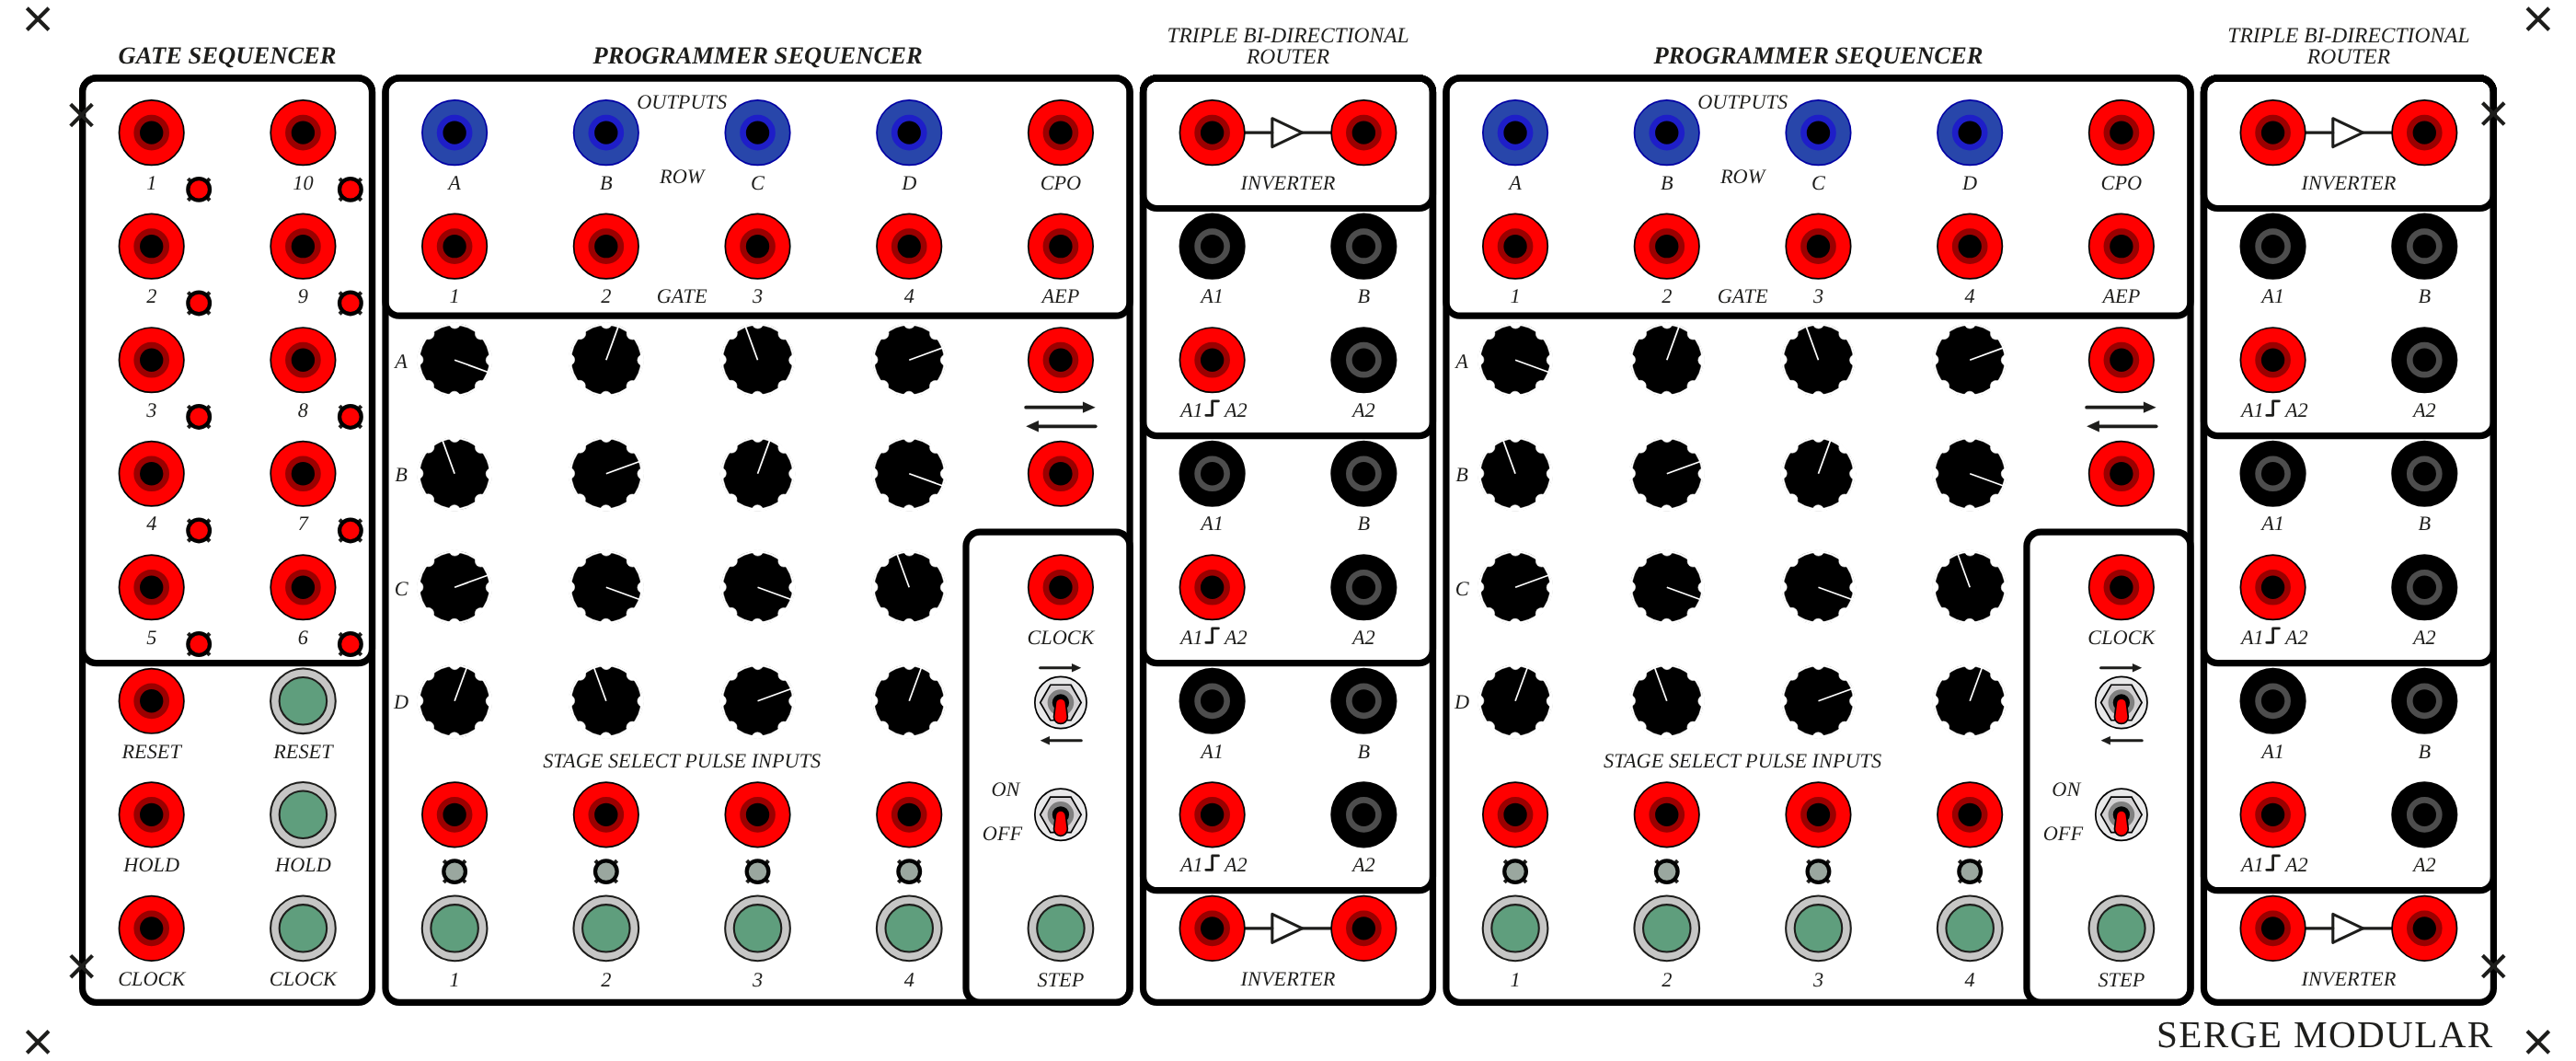 GATE SEQUENCER
1 10
2 9
3 8
4 7
5 6
RESET RESET
HOLD HOLD
CLOCK CLOCK
PROGRAMMER SEQUENCER
OUTPUTS
A B ROW C D CPO
1 2 GATE 3 4 AEP
A
B
C
CLOCK
D
STAGE SELECT PULSE INPUTS
ON
OFF
1 2 3 4 STEP
TRIPLE BI-DIRECTIONAL
ROUTER
INVERTER
A1 B
A1 A2 A2
A1 B
A1 A2 A2
A1 B
A1 A2 A2
INVERTER
PROGRAMMER SEQUENCER
OUTPUTS
A B ROW C D CPO
1 2 GATE 3 4 AEP
A
B
C
CLOCK
D
STAGE SELECT PULSE INPUTS
ON
OFF
1 2 3 4 STEP
TRIPLE BI-DIRECTIONAL
ROUTER
INVERTER
A1 B
A1 A2 A2
A1 B
A1 A2 A2
A1 B
A1 A2 A2
INVERTER
SERGE MODULAR